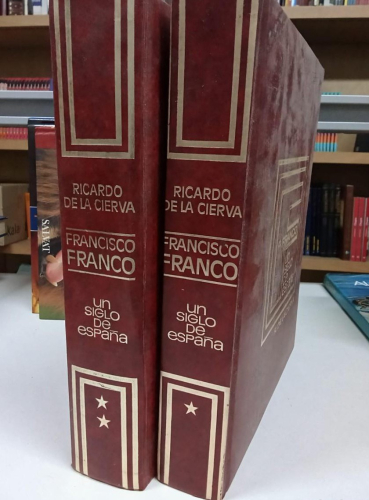 RICARDO
DE LA CIERVA
FRANCISCO
FRANCO
un
SIGLO
DE
ESPAÑA
RICARDO
DE LA CIERVA
FRANCISCO
FRANCO
un
SIGLO
DE
ESPAÑA
SALVAT